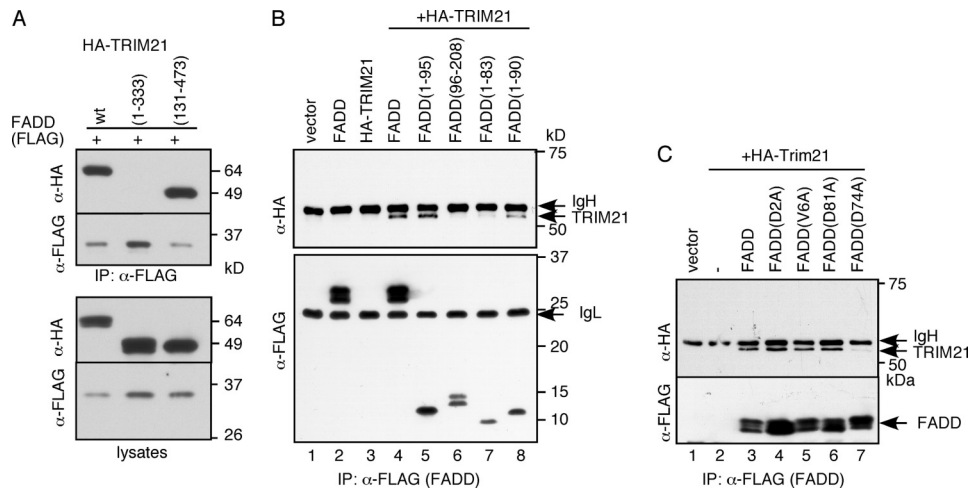 A
HA-TRIM21
wt
(1-333)
(131-473)
FADD
(FLAG)
+ + +
α-HA
64
49
α-FLAG
37
IP: α-FLAG
kD
α-HA
64
49
α-FLAG
37
26
lysates
B
+HA-TRIM21
vector
FADD
HA-TRIM21
FADD
FADD(1-95)
FADD(96-208)
FADD(1-83)
FADD(1-90)
kD
75
α-HA
IgH
TRIM21
50
37
α-FLAG
25
IgL
20
15
10
1 2 3 4 5 6 7 8
IP: α-FLAG (FADD)
C
+HA-Trim21
vector
-
FADD
FADD(D2A)
FADD(V6A)
FADD(D81A)
FADD(D74A)
75
α-HA
IgH
TRIM21
50
kDa
α-FLAG
FADD
1 2 3 4 5 6 7
IP: α-FLAG (FADD)